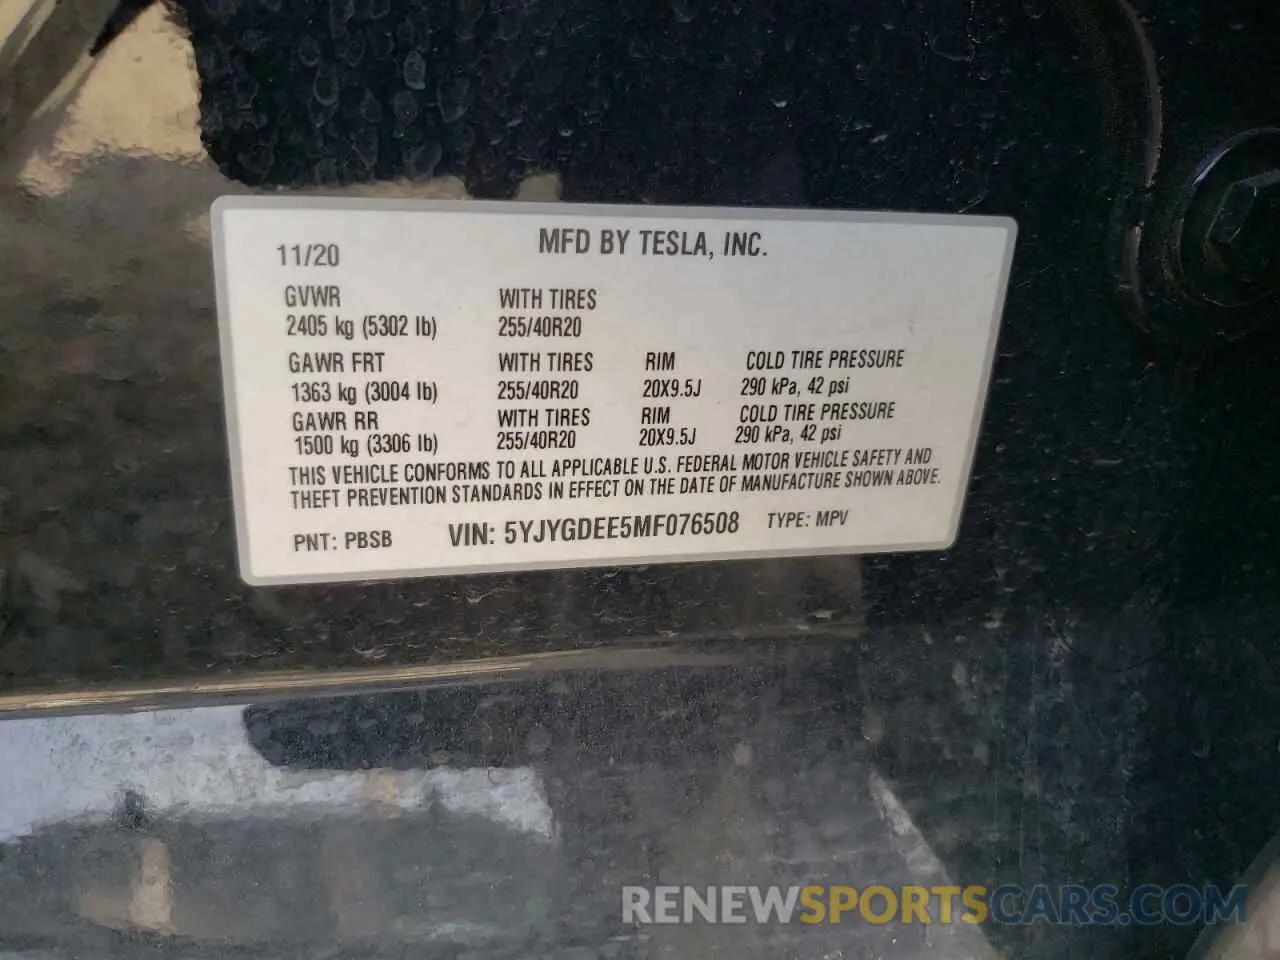 11/20 MFD BY TESLA, INC.
GVWR WITH TIRES
2405 kg (5302 lb) 255/40R20
GAWR FRT WITH TIRES RIM COLD TIRE PRESSURE
1363 kg (3004 lb) 255/40R20 20X9.5J 290 kPa, 42 psi
GAWR RR WITH TIRES RIM COLD TIRE PRESSURE
1500 kg (3306 lb) 255/40R20 20X9.5J 290 kPa, 42 psi
THIS VEHICLE CONFORMS TO ALL APPLICABLE U.S. FEDERAL MOTOR VEHICLE SAFETY AND
THEFT PREVENTION STANDARDS IN EFFECT ON THE DATE OF MANUFACTURE SHOWN ABOVE.
PNT: PBSB VIN: 5YJYGDEE5MF076508 TYPE: MPV
RENEWSPORTSCARS.COM